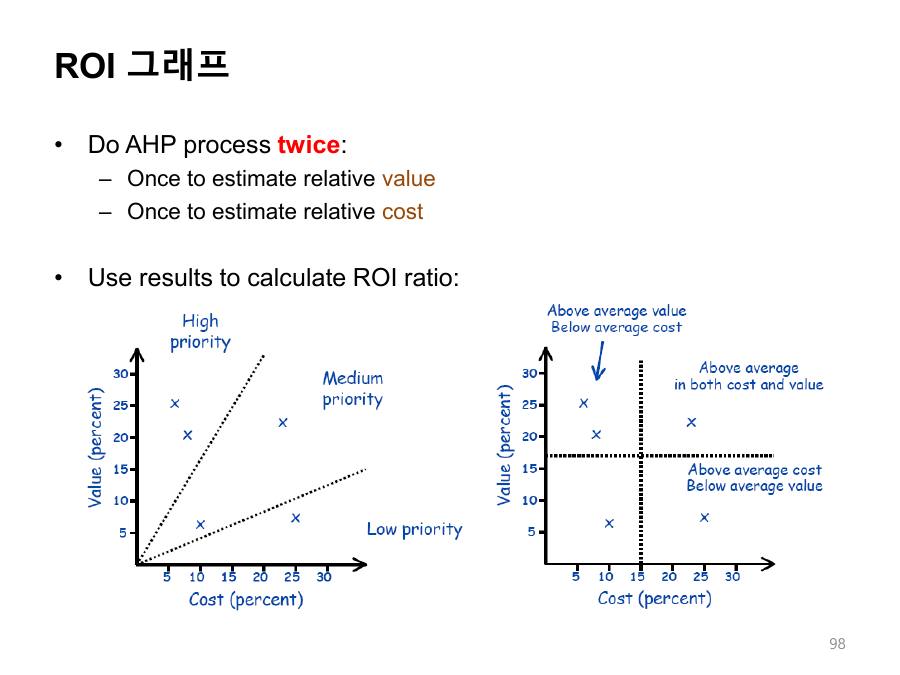 ROI 그래프
• Do AHP process twice:
– Once to estimate relative value
– Once to estimate relative cost
• Use results to calculate ROI ratio:
High
priority
Medium
priority
Low priority
Value (percent)
30
25
20
15
10
5
5 10 15 20 25 30
Cost (percent)
Above average value
Below average cost
Above average
in both cost and value
Above average cost
Below average value
Value (percent)
30
25
20
15
10
5
5 10 15 20 25 30
Cost (percent)
98